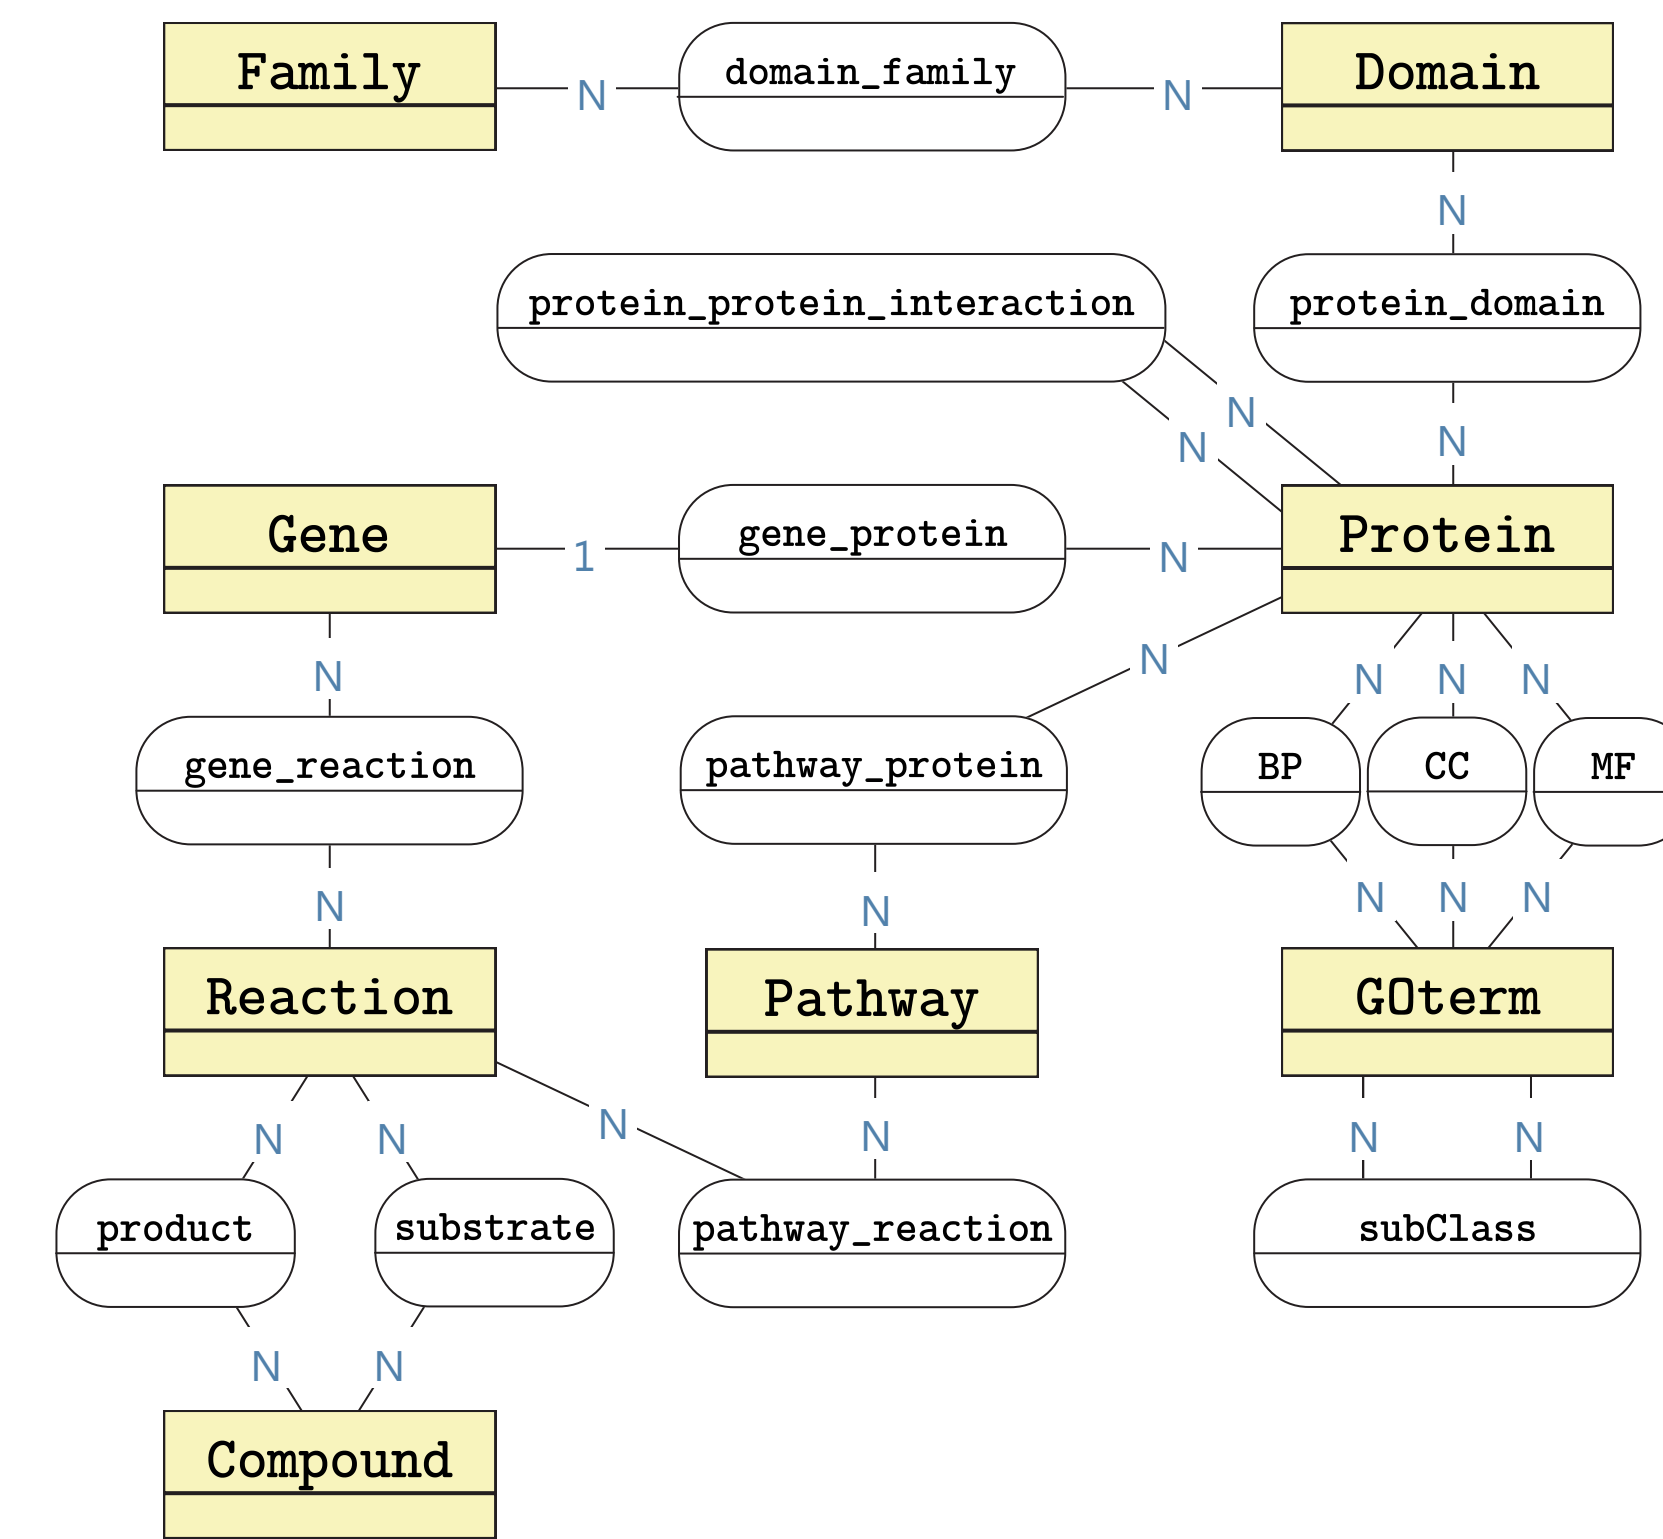 Family
N
domain_family
N
Domain
N
protein_protein_interaction
protein_domain
N
N
N
Gene
1
gene_protein
N
Protein
N
N
N
N
N
gene_reaction
pathway_protein
BP
CC
MF
N
N
N
N
N
Reaction
Pathway
GOterm
N
N
N
N
N
N
product
substrate
pathway_reaction
subClass
N
N
Compound